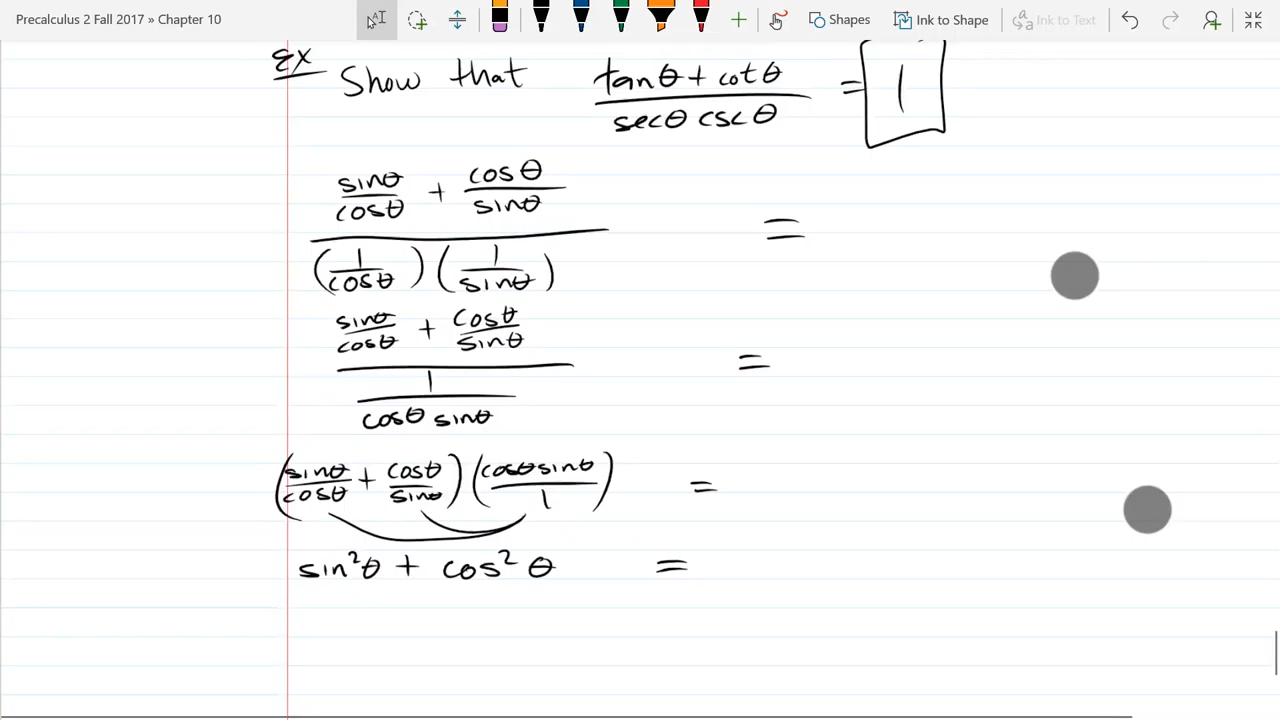 Precalculus 2 Fall 2017 » Chapter 10
Shapes
Ink to Shape
Ink to Text
Ex Show that (tanθ + cotθ)/(secθ cscθ) = 1
(sinθ/cosθ + cosθ/sinθ)/((1/cosθ)(1/sinθ)) =
(sinθ/cosθ + cosθ/sinθ)/(1/(cosθ sinθ)) =
(sinθ/cosθ + cosθ/sinθ)(cosθsinθ/1) =
sin²θ + cos²θ =